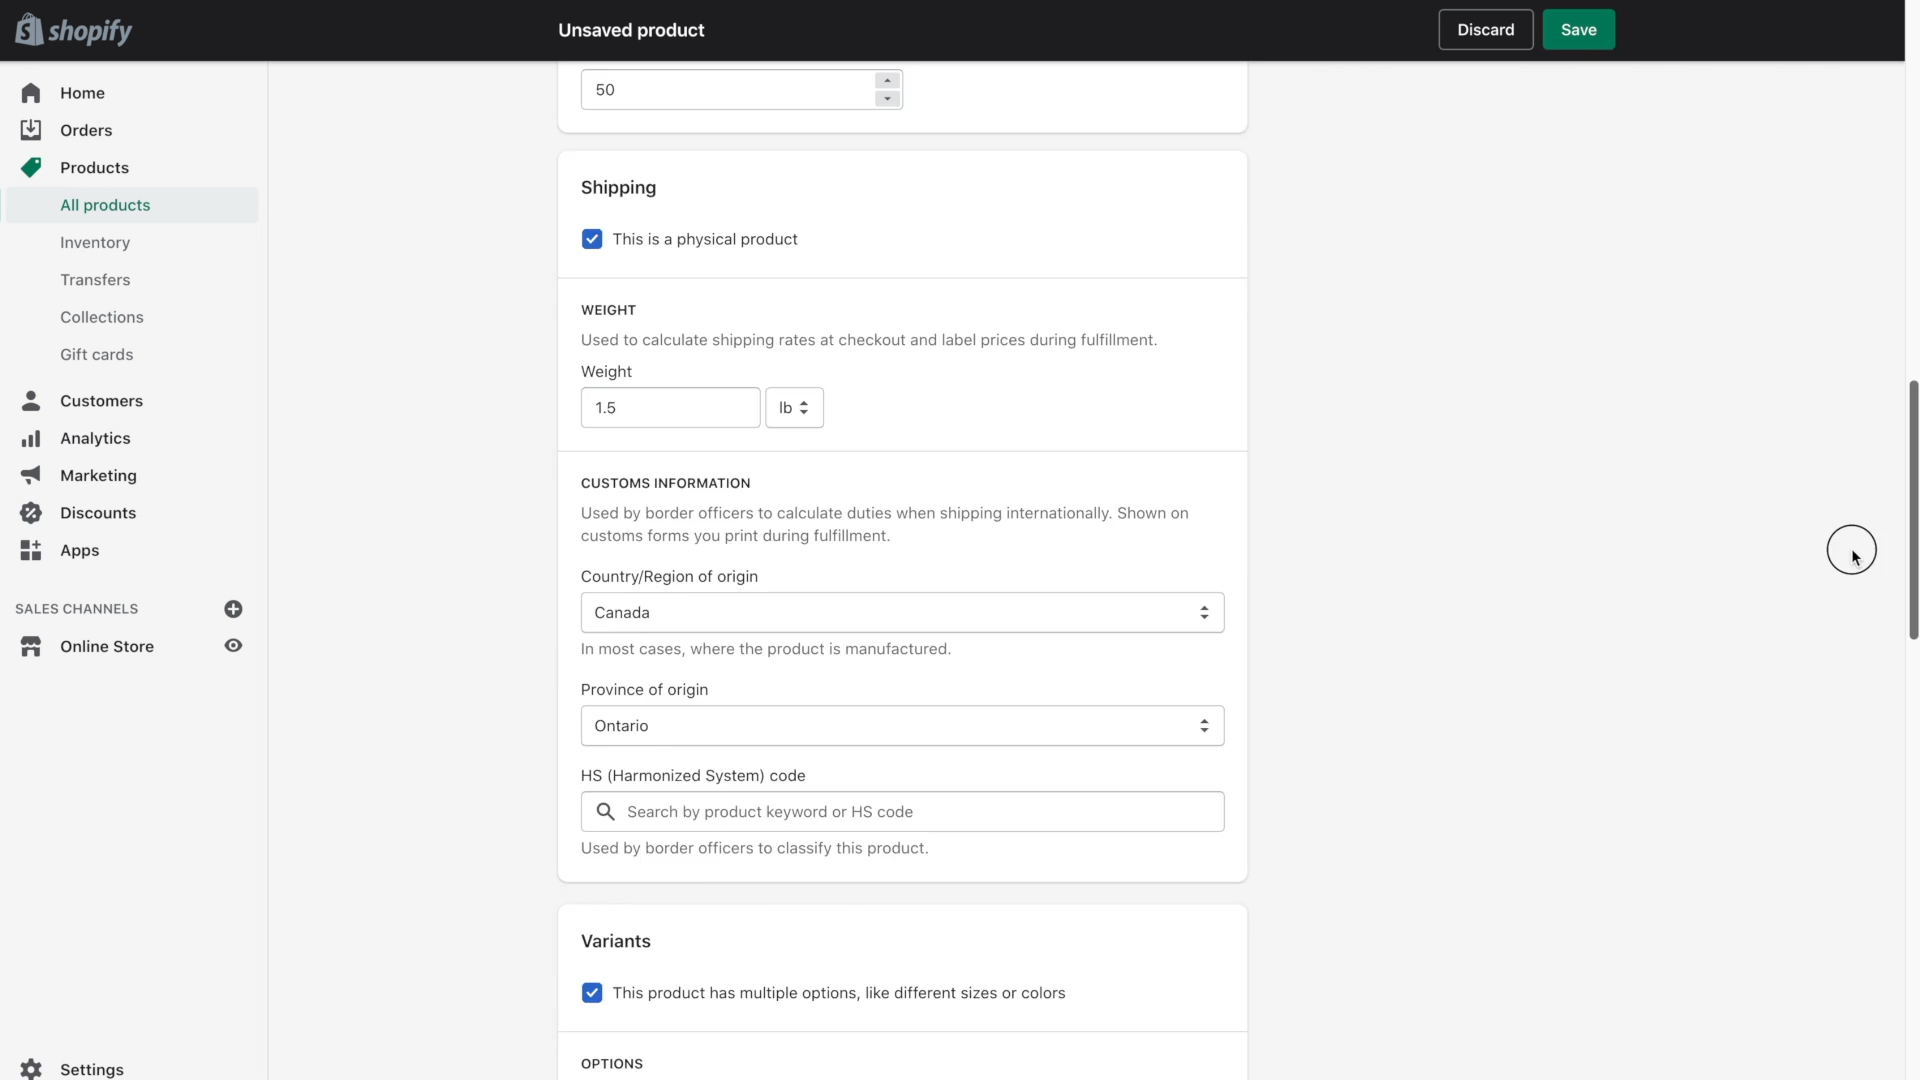 shopify
Unsaved product
Discard
Save
Home
Orders
Products
All products
Inventory
Transfers
Collections
Gift cards
Customers
Analytics
Marketing
Discounts
Apps
SALES CHANNELS
Online Store
Settings
50
Shipping
This is a physical product
WEIGHT
Used to calculate shipping rates at checkout and label prices during fulfillment.
Weight
1.5 lb
CUSTOMS INFORMATION
Used by border officers to calculate duties when shipping internationally. Shown on
customs forms you print during fulfillment.
Country/Region of origin
Canada
In most cases, where the product is manufactured.
Province of origin
Ontario
HS (Harmonized System) code
Search by product keyword or HS code
Used by border officers to classify this product.
Variants
This product has multiple options, like different sizes or colors
OPTIONS